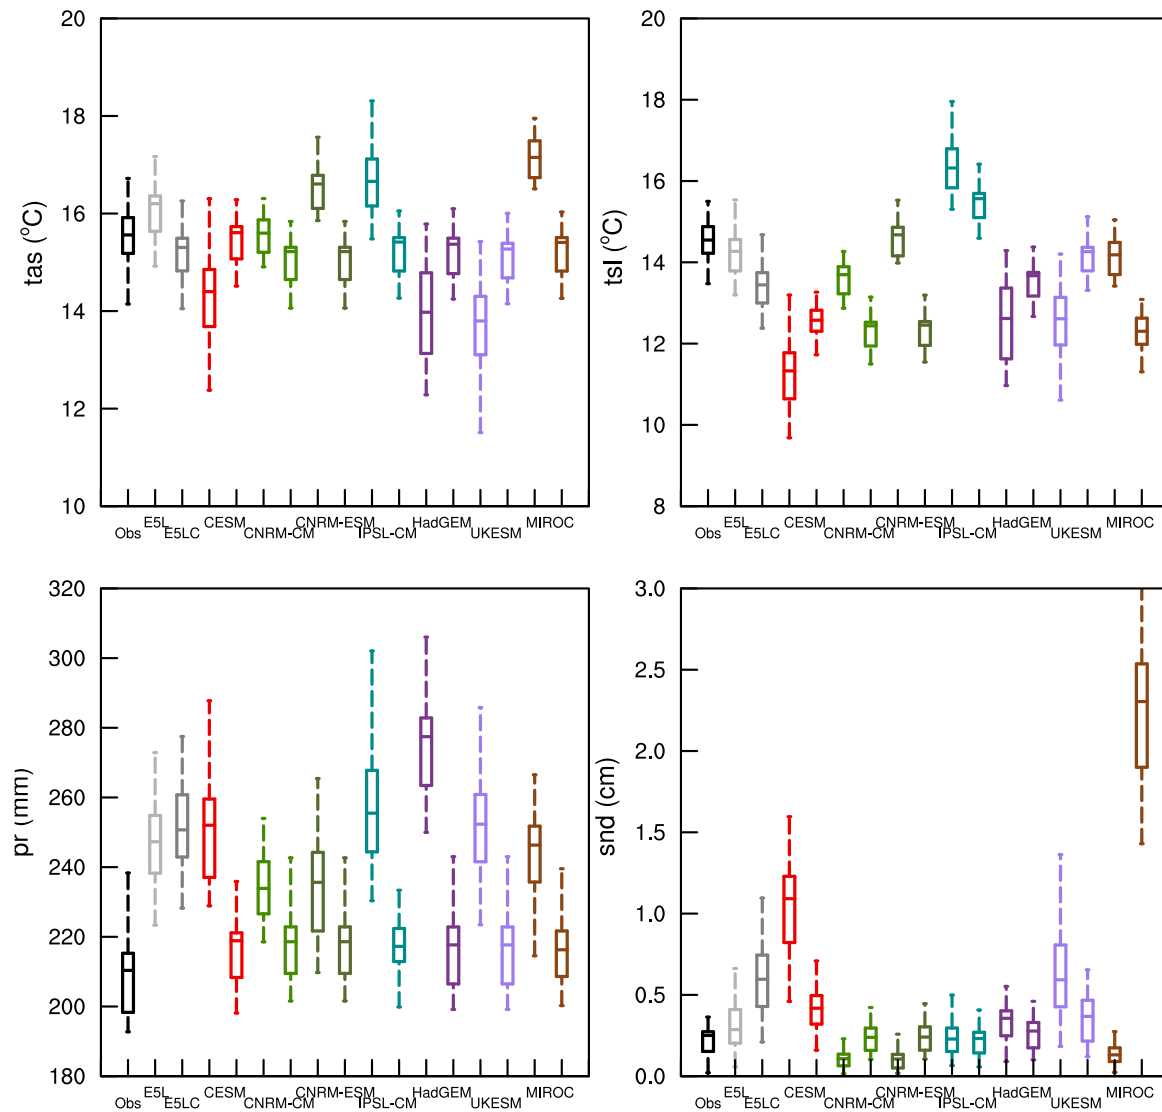 20
18
16
14
12
10
tas (°C)
Obs
E5L
E5LC
CESM
CNRM-CM
CNRM-ESM
IPSL-CM
HadGEM
UKESM
MIROC
20
18
16
14
12
10
8
tsl (°C)
Obs
E5L
E5LC
CESM
CNRM-CM
CNRM-ESM
IPSL-CM
HadGEM
UKESM
MIROC
320
300
280
260
240
220
200
180
pr (mm)
Obs
E5L
E5LC
CESM
CNRM-CM
CNRM-ESM
IPSL-CM
HadGEM
UKESM
MIROC
3.0
2.5
2.0
1.5
1.0
0.5
0.0
snd (cm)
Obs
E5L
E5LC
CESM
CNRM-CM
CNRM-ESM
IPSL-CM
HadGEM
UKESM
MIROC